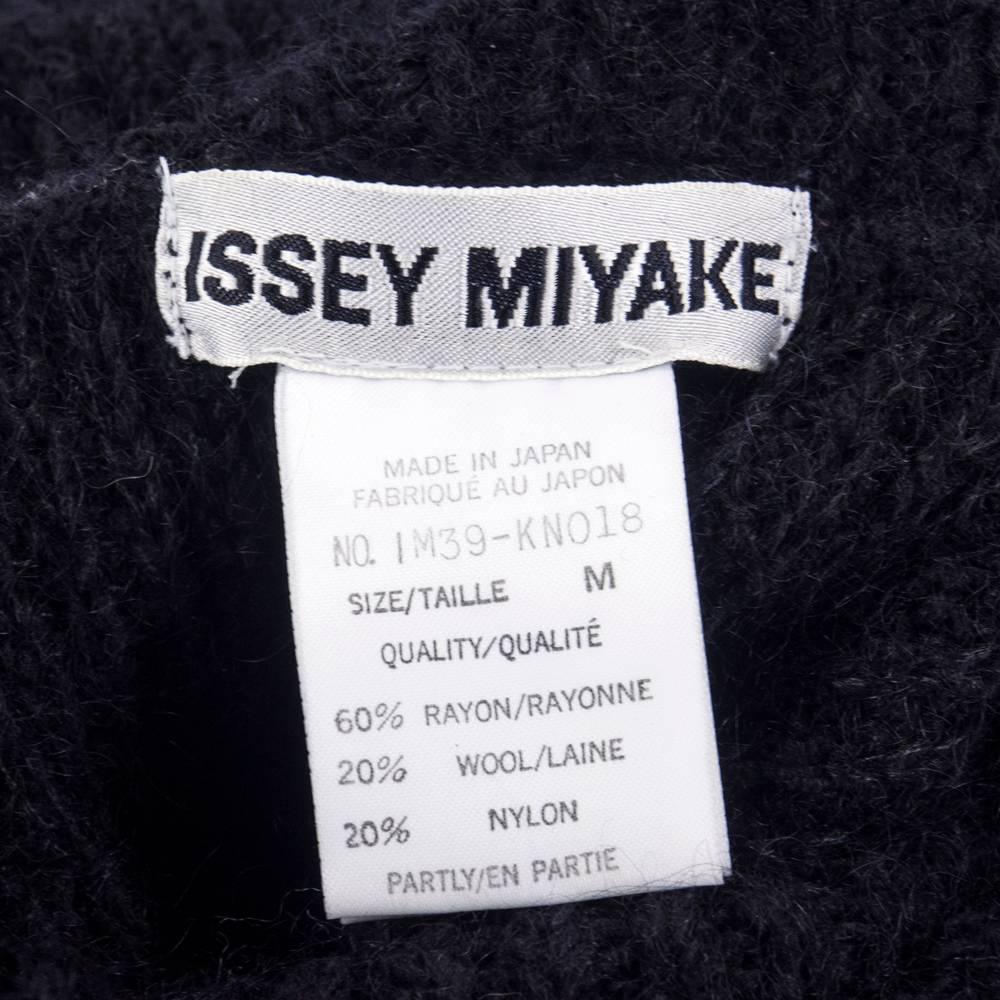 ISSEY MIYAKE
MADE IN JAPAN
FABRIQUÉ AU JAPON
NO. IM39-KN018
SIZE/TAILLE M
QUALITY/QUALITÉ
60% RAYON/RAYONNE
20% WOOL/LAINE
20% NYLON
PARTLY/EN PARTIE